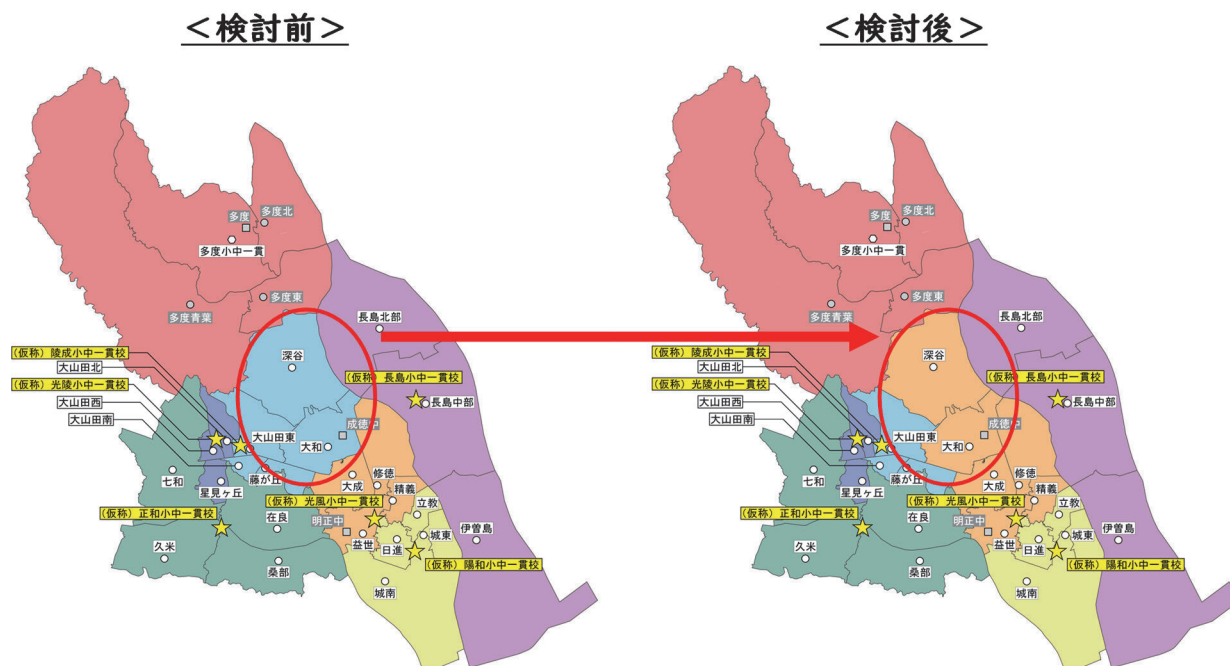 ＜検討前＞
多度
多度北
多度小中一貫
多度東
多度青葉
長島北部
深谷
(仮称) 陵成小中一貫校
大山田北
(仮称) 光陵小中一貫校
大山田西
大山田南
(仮称) 長島小中一貫校
長島中部
成徳中
大山田東
大和
七和
星見ヶ丘
藤が丘
大成
修徳
精義
(仮称) 光風小中一貫校
立教
(仮称) 正和小中一貫校
在良
明正中
益世
日進
城東
伊曽島
久米
桑部
(仮称) 陽和小中一貫校
城南
＜検討後＞
多度
多度北
多度小中一貫
多度東
多度青葉
長島北部
深谷
(仮称) 陵成小中一貫校
大山田北
(仮称) 光陵小中一貫校
大山田西
大山田南
(仮称) 長島小中一貫校
長島中部
成徳中
大山田東
大和
七和
星見ヶ丘
藤が丘
大成
修徳
精義
(仮称) 光風小中一貫校
立教
(仮称) 正和小中一貫校
在良
明正中
益世
日進
城東
伊曽島
久米
桑部
(仮称) 陽和小中一貫校
城南